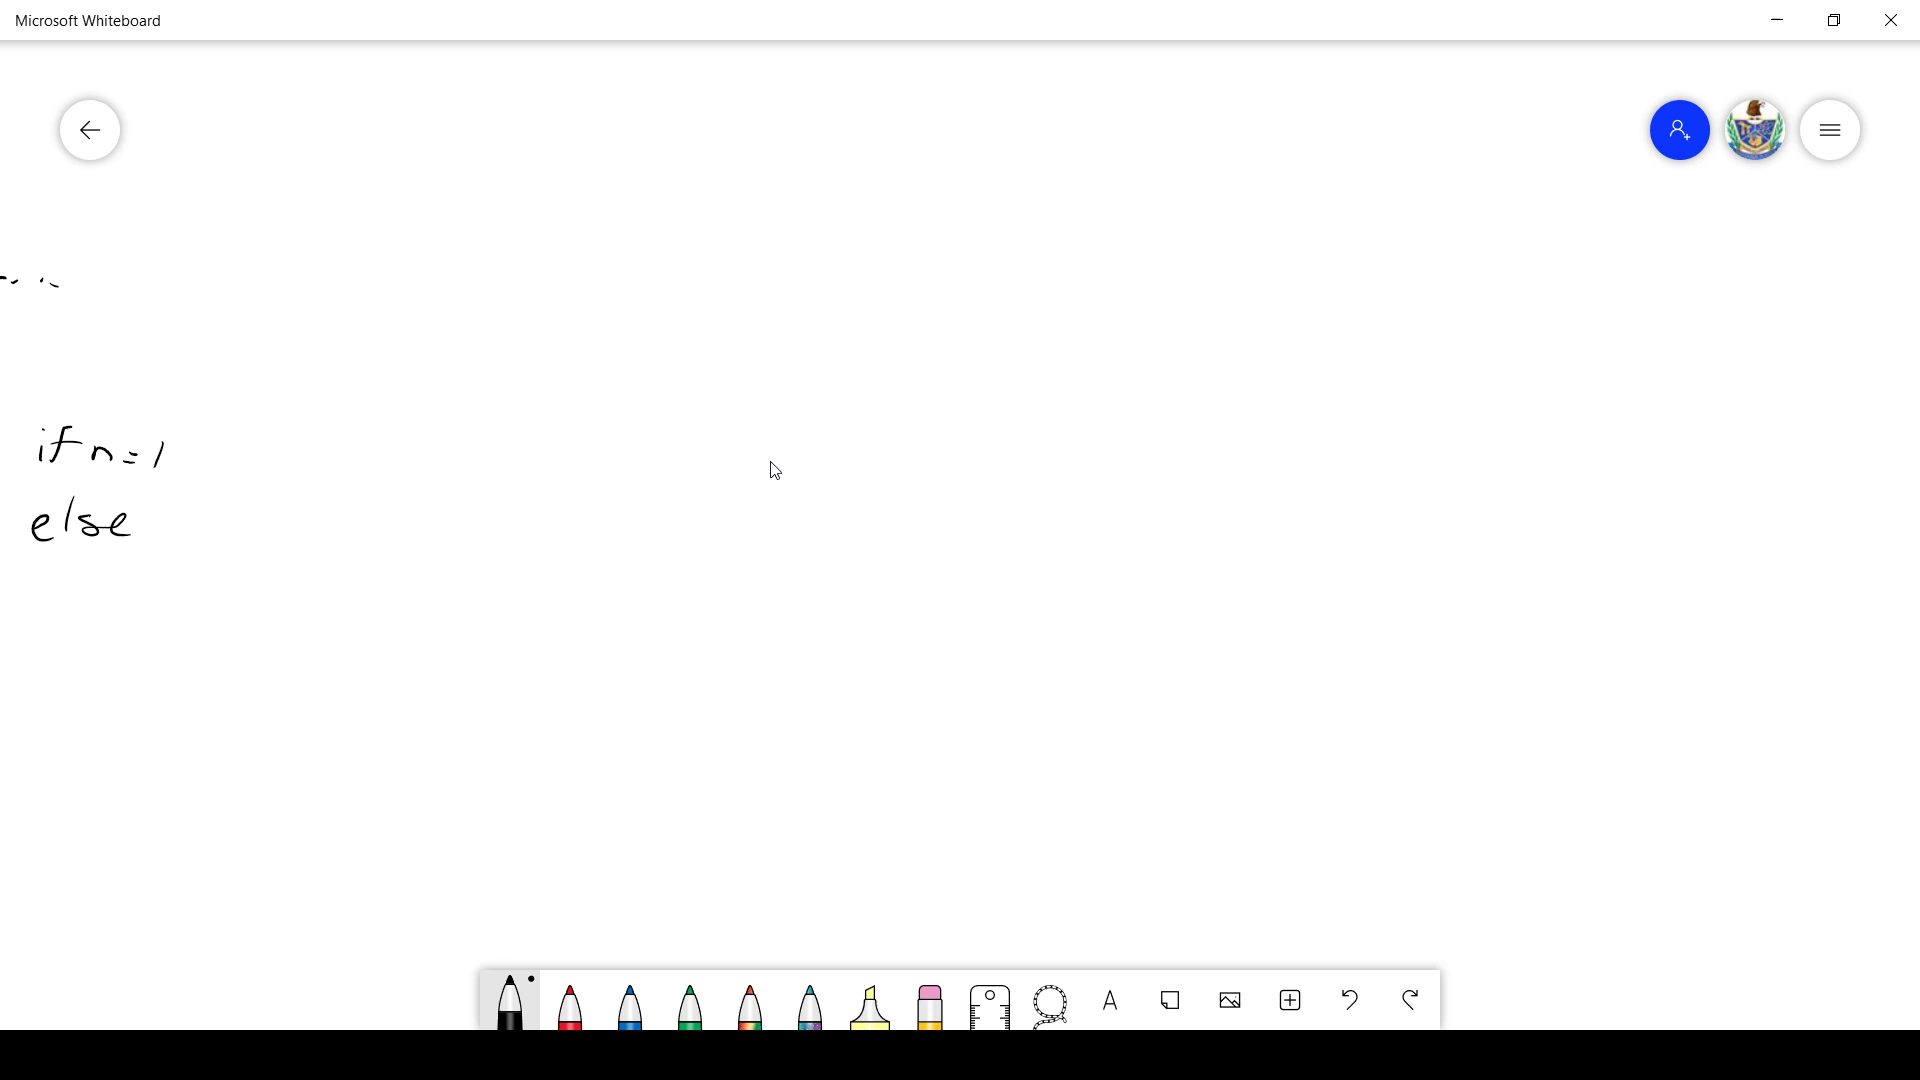 Microsoft Whiteboard
if n = 1
else